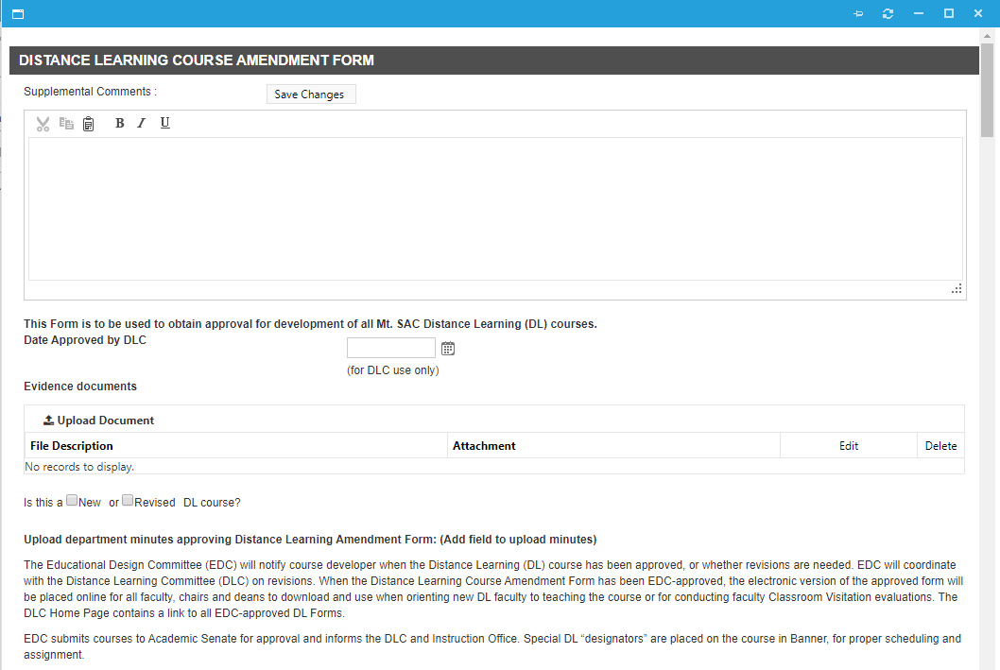 DISTANCE LEARNING COURSE AMENDMENT FORM
Supplemental Comments :
Save Changes
B I U
This Form is to be used to obtain approval for development of all Mt. SAC Distance Learning (DL) courses.
Date Approved by DLC
(for DLC use only)
Evidence documents
Upload Document
File Description Attachment Edit Delete
No records to display.
Is this a New or Revised DL course?
Upload department minutes approving Distance Learning Amendment Form: (Add field to upload minutes)
The Educational Design Committee (EDC) will notify course developer when the Distance Learning (DL) course has been approved, or whether revisions are needed. EDC will coordinate
with the Distance Learning Committee (DLC) on revisions. When the Distance Learning Course Amendment Form has been EDC-approved, the electronic version of the approved form will
be placed online for all faculty, chairs and deans to download and use when orienting new DL faculty to teaching the course or for conducting faculty Classroom Visitation evaluations. The
DLC Home Page contains a link to all EDC-approved DL Forms.
EDC submits courses to Academic Senate for approval and informs the DLC and Instruction Office. Special DL “designators” are placed on the course in Banner, for proper scheduling and
assignment.